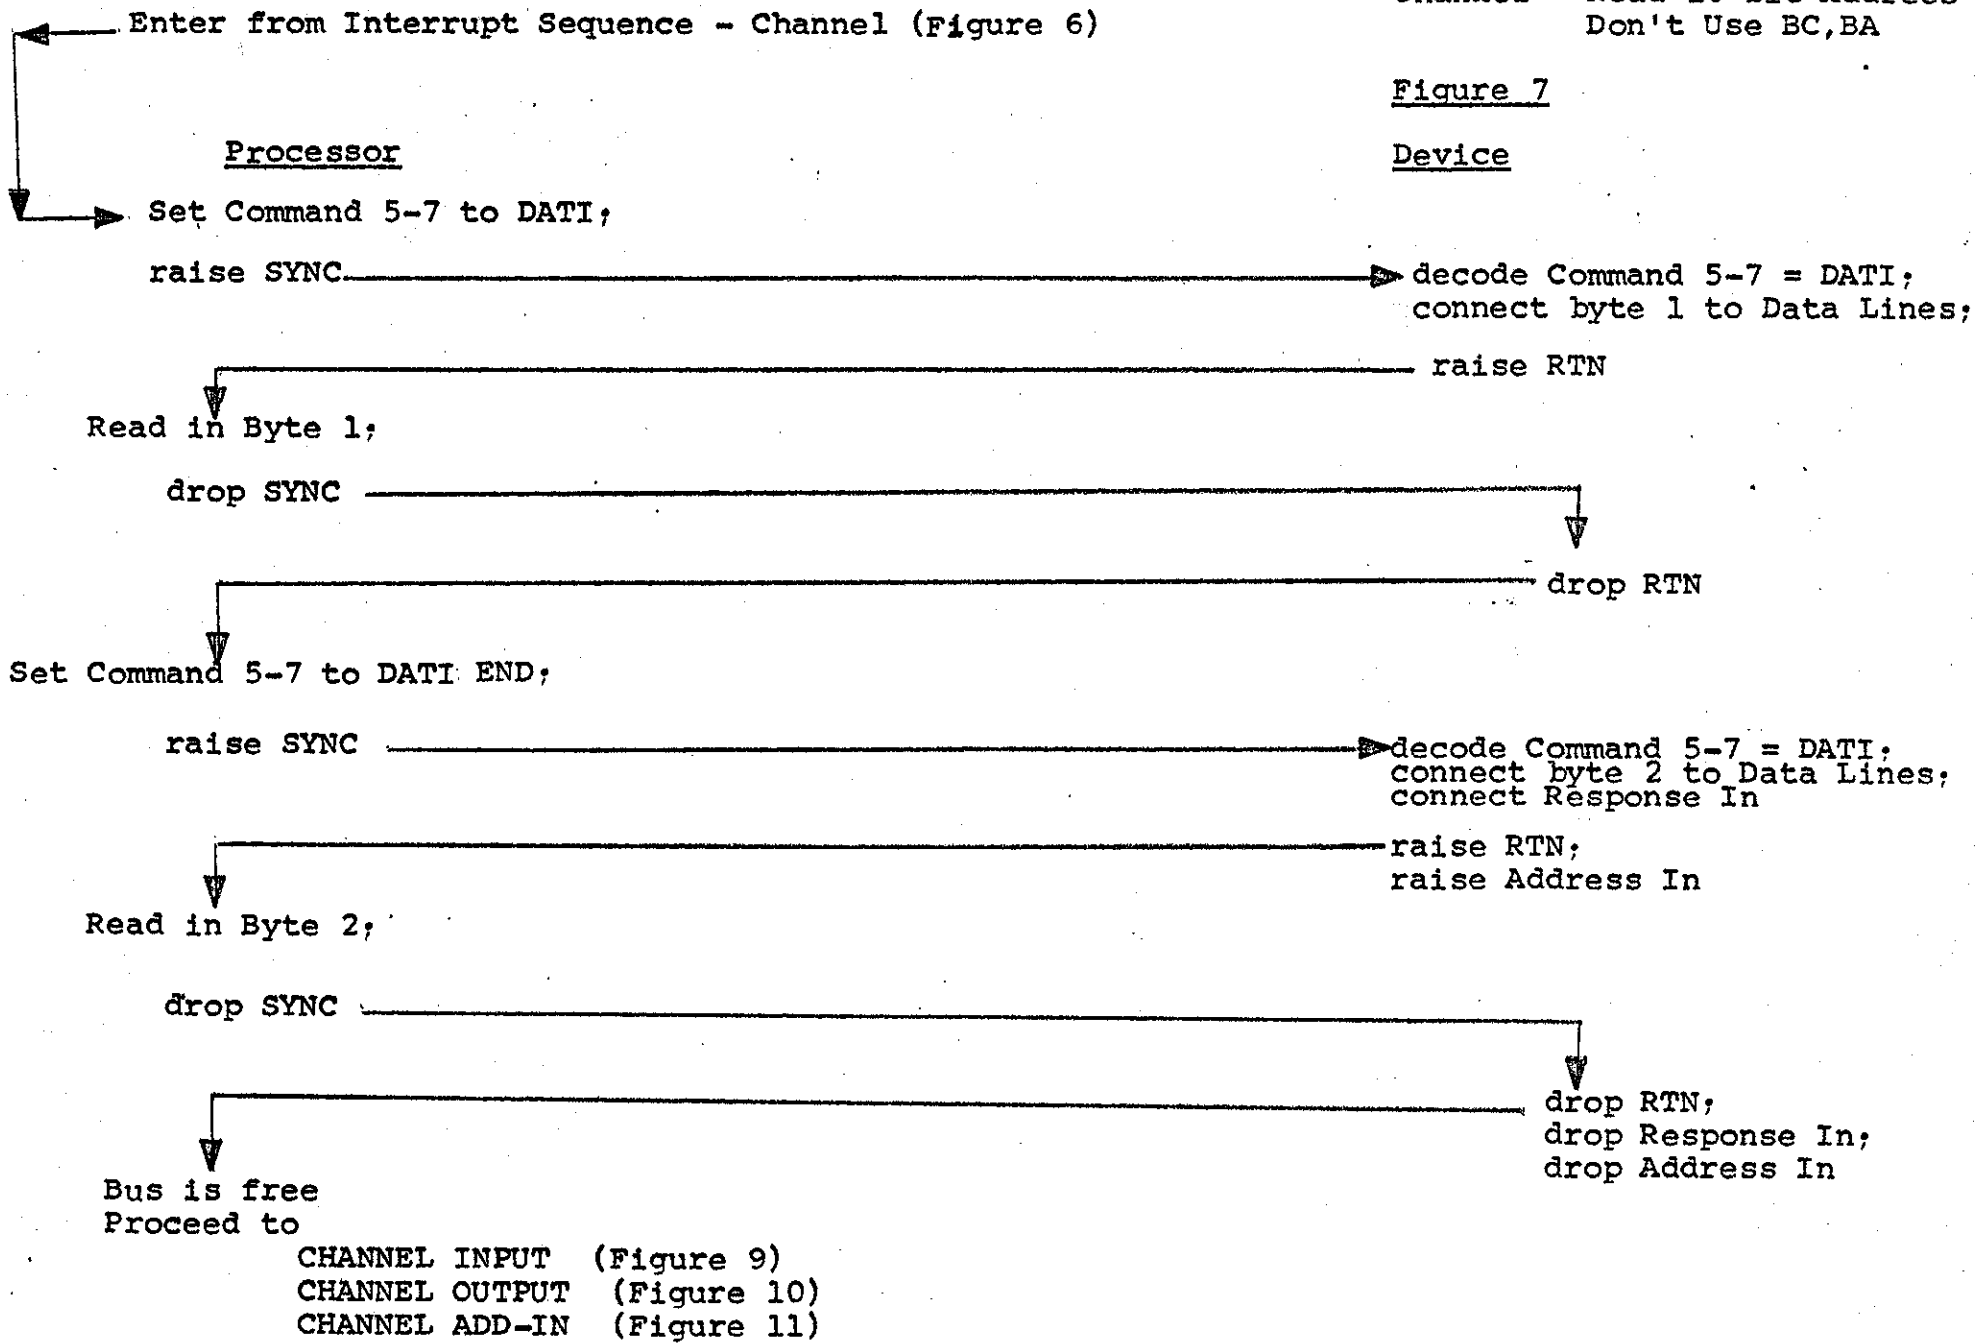 Enter from Interrupt Sequence - Channel (Figure 6)
Don't Use BC,BA
Figure 7
Processor
Device
Set Command 5-7 to DATI;
raise SYNC
decode Command 5-7 = DATI;
connect byte 1 to Data Lines;
raise RTN
Read in Byte 1;
drop SYNC
drop RTN
Set Command 5-7 to DATI END;
raise SYNC
decode Command 5-7 = DATI;
connect byte 2 to Data Lines;
connect Response In
raise RTN;
raise Address In
Read in Byte 2;
drop SYNC
drop RTN;
drop Response In;
drop Address In
Bus is free
Proceed to
CHANNEL INPUT (Figure 9)
CHANNEL OUTPUT (Figure 10)
CHANNEL ADD-IN (Figure 11)